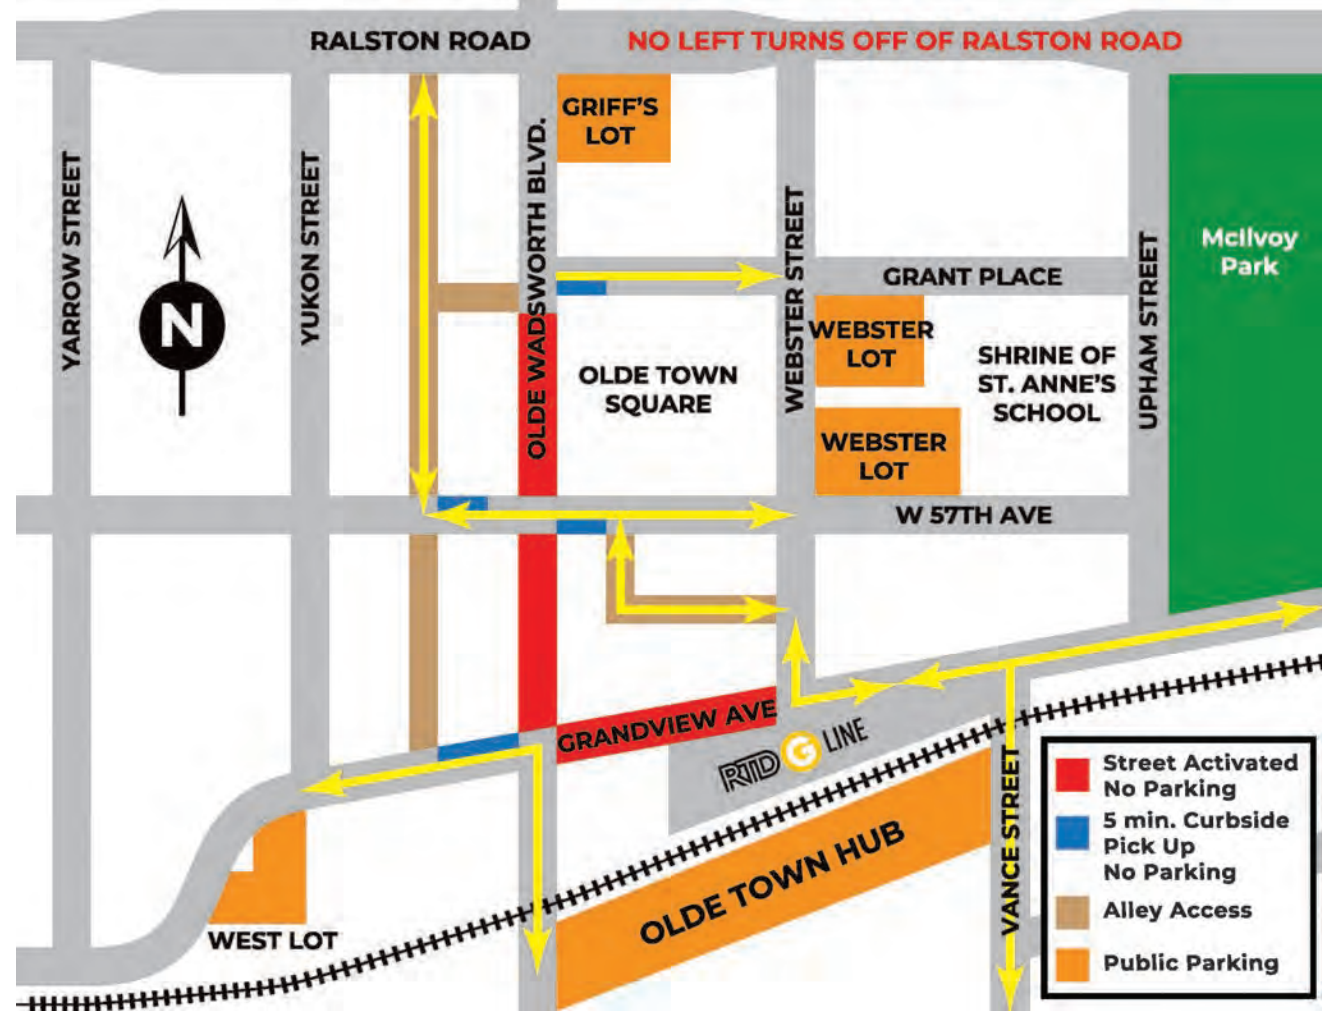 RALSTON ROAD
NO LEFT TURNS OFF OF RALSTON ROAD
GRIFF'S
LOT
YARROW STREET
YUKON STREET
OLDE WADSWORTH BLVD.
WEBSTER STREET
UPHAM STREET
McIlvoy
Park
N
GRANT PLACE
WEBSTER
LOT
SHRINE OF
ST. ANNE'S
SCHOOL
OLDE TOWN
SQUARE
WEBSTER
LOT
W 57TH AVE
GRANDVIEW AVE
RTD G LINE
OLDE TOWN HUB
VANCE STREET
WEST LOT
Street Activated
No Parking
5 min. Curbside
Pick Up
No Parking
Alley Access
Public Parking